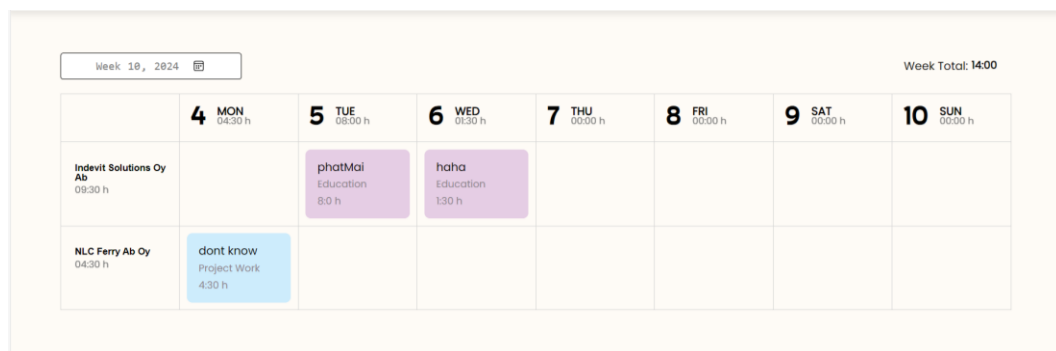 Week 10, 2024
Week Total: 14:00
4 MON 04:30 h
5 TUE 08:00 h
6 WED 01:30 h
7 THU 00:00 h
8 FRI 00:00 h
9 SAT 00:00 h
10 SUN 00:00 h
Indevit Solutions Oy
Ab
09:30 h
phatMai
Education
8:0 h
haha
Education
1:30 h
NLC Ferry Ab Oy
04:30 h
dont know
Project Work
4:30 h